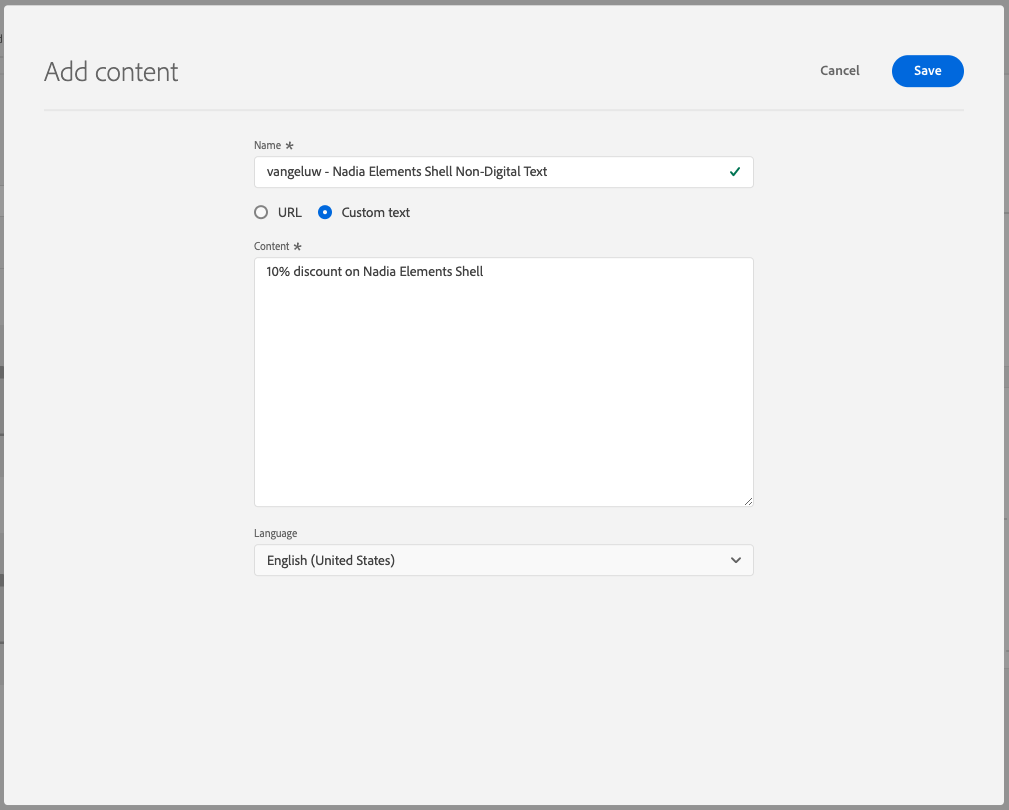 Add content
Cancel
Save
Name *
vangeluw - Nadia Elements Shell Non-Digital Text
URL
Custom text
Content *
10% discount on Nadia Elements Shell
Language
English (United States)